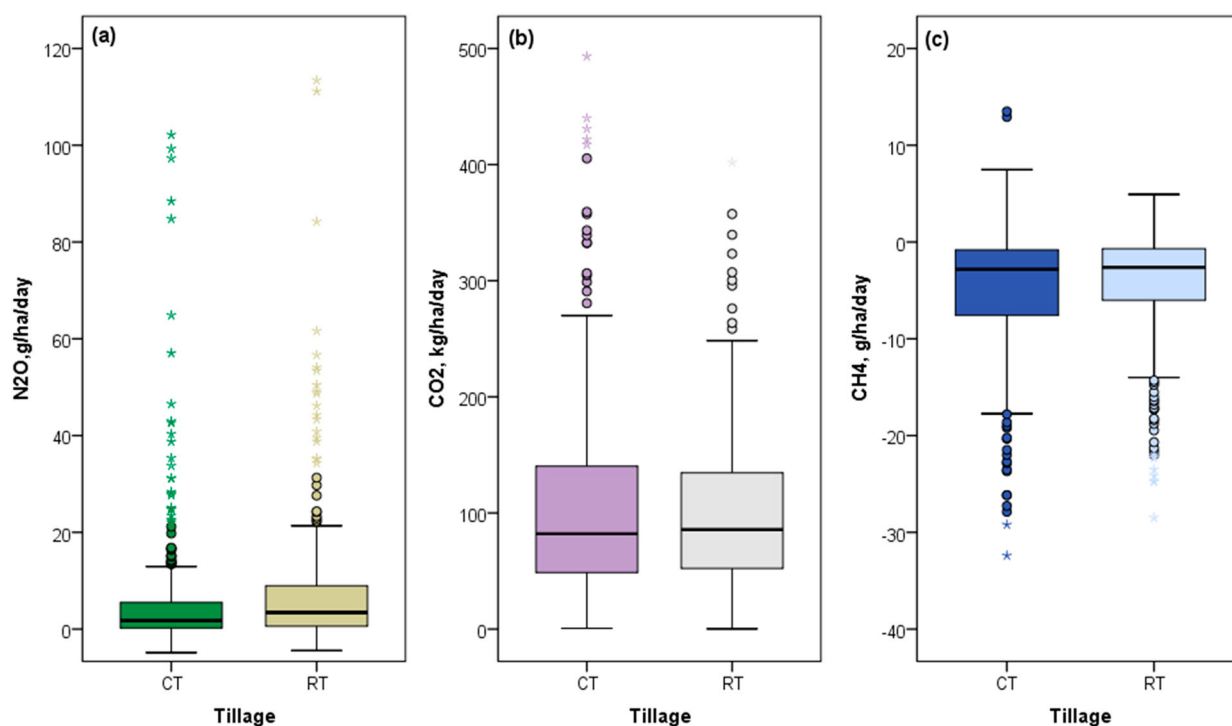 (a)
120
100
80
60
40
20
0
N2O,g/ha/day
CT
RT
Tillage
(b)
500
400
300
200
100
0
CO2, kg/ha/day
CT
RT
Tillage
(c)
20
10
0
-10
-20
-30
-40
CH4, g/ha/day
CT
RT
Tillage